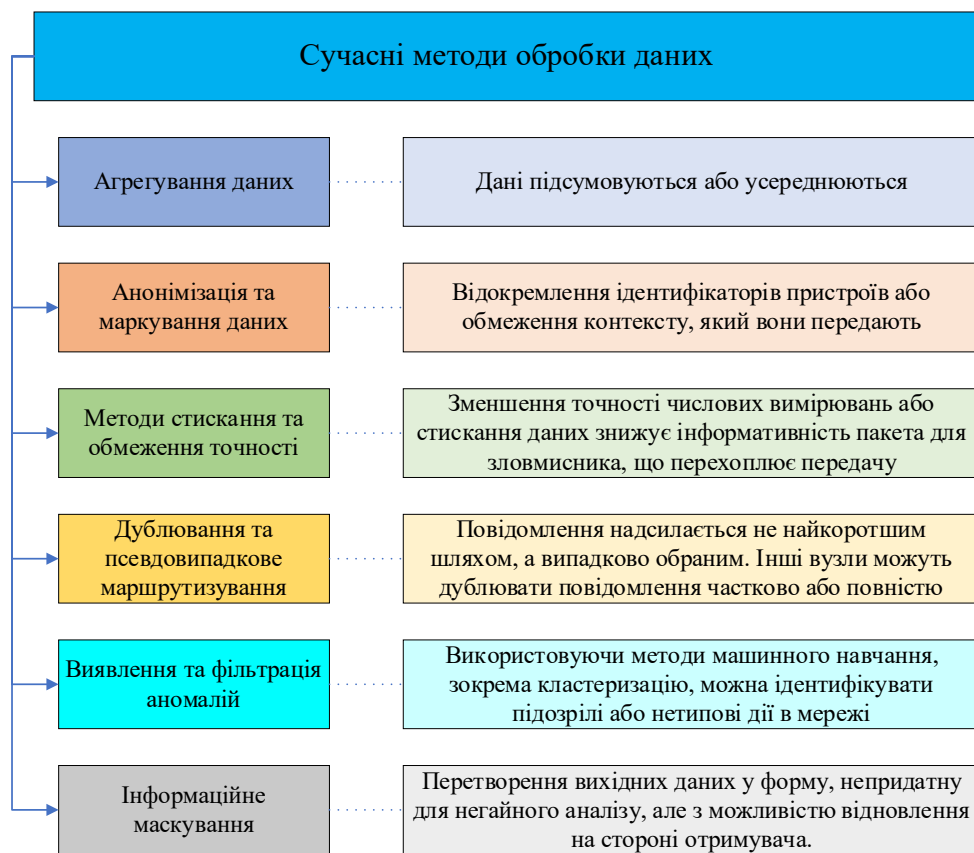 Сучасні методи обробки даних
Агрегування даних
Дані підсумовуються або усереднюються
Анонімізація та
маркування даних
Відокремлення ідентифікаторів пристроїв або
обмеження контексту, який вони передають
Методи стискання та
обмеження точності
Зменшення точності числових вимірювань або
стискання даних знижує інформативність пакета для
зловмисника, що перехоплює передачу
Дублювання та
псевдовипадкове
маршрутизування
Повідомлення надсилається не найкоротшим
шляхом, а випадково обраним. Інші вузли можуть
дублювати повідомлення частково або повністю
Виявлення та фільтрація
аномалій
Використовуючи методи машинного навчання,
зокрема кластеризацію, можна ідентифікувати
підозрілі або нетипові дії в мережі
Інформаційне
маскування
Перетворення вихідних даних у форму, непридатну
для негайного аналізу, але з можливістю відновлення
на стороні отримувача.